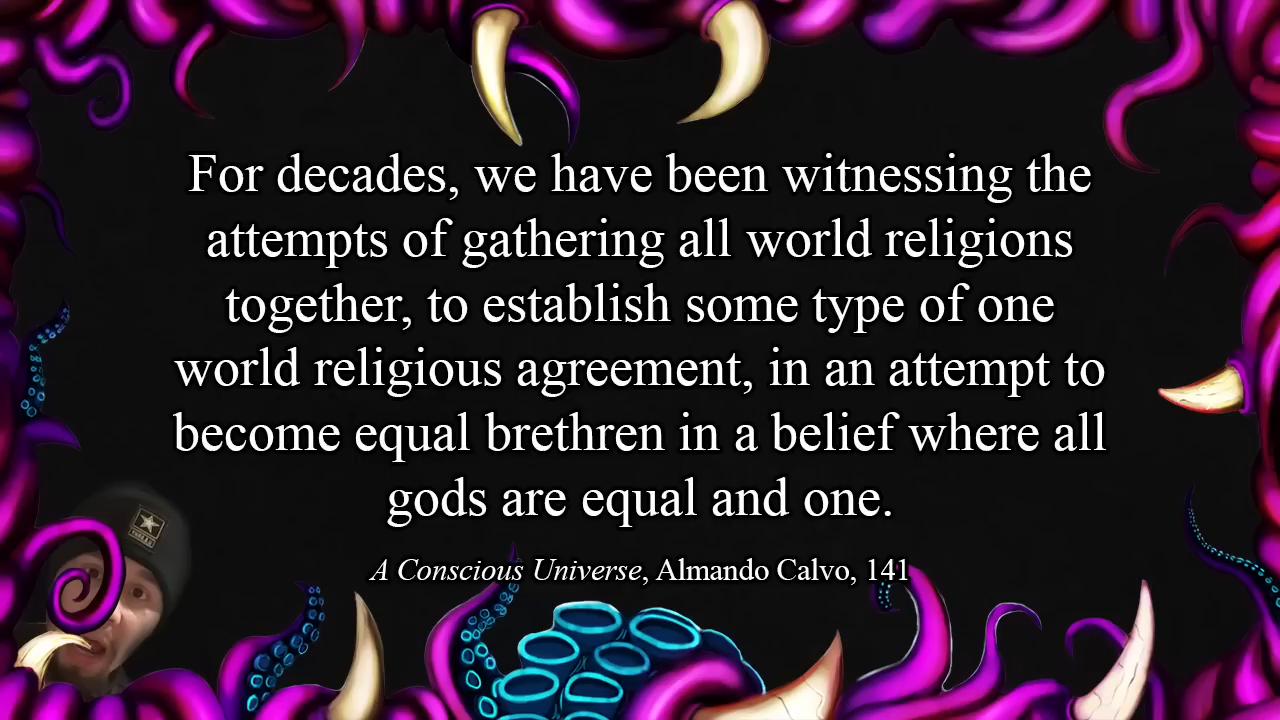 For decades, we have been witnessing the
attempts of gathering all world religions
together, to establish some type of one
world religious agreement, in an attempt to
become equal brethren in a belief where all
gods are equal and one.
A Conscious Universe, Almando Calvo, 141